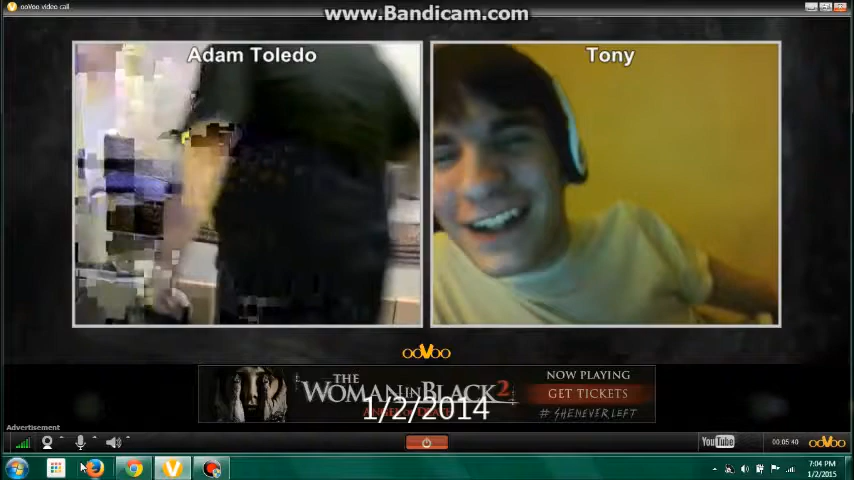 ooVoo video call
www.Bandicam.com
Adam Toledo
Tony
ooVoo
THE
WOMAN IN BLACK 2
NOW PLAYING
GET TICKETS
#SHENEVERLEFT
1/2/2014
Advertisement
YouTube
00:05:40
ooVoo
7:04 PM
1/2/2015